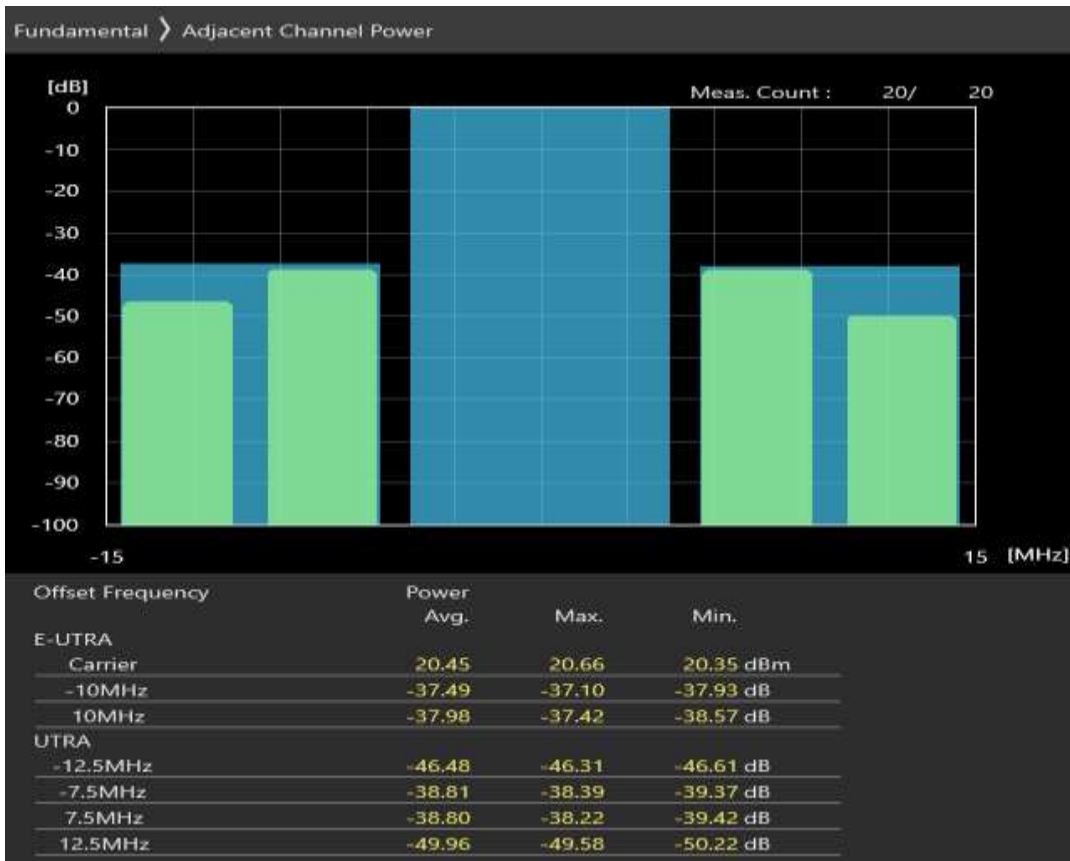 Fundamental 〉 Adjacent Channel Power
[dB]
Meas. Count : 20/ 20
0
-10
-20
-30
-40
-50
-60
-70
-80
-90
-100
-15 15 [MHz]
Offset Frequency Power
Avg. Max. Min.
E-UTRA
Carrier 20.45 20.66 20.35 dBm
-10MHz -37.49 -37.10 -37.93 dB
10MHz -37.98 -37.42 -38.57 dB
UTRA
-12.5MHz -46.48 -46.31 -46.61 dB
-7.5MHz -38.81 -38.39 -39.37 dB
7.5MHz -38.80 -38.22 -39.42 dB
12.5MHz -49.96 -49.58 -50.22 dB